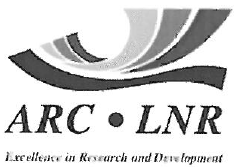 ARC • LNR
Excellence in Research and Development